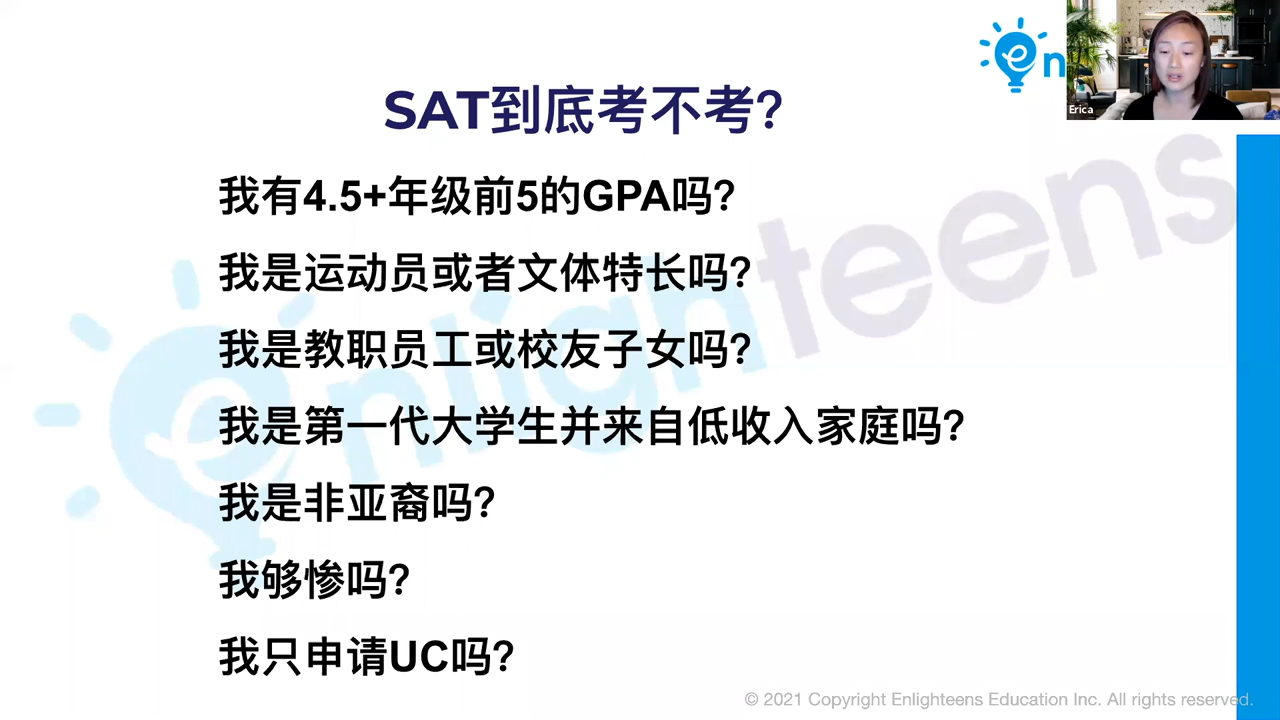 en
Erica
SAT到底考不考?
我有4.5+年级前5的GPA吗?
我是运动员或者文体特长吗?
我是教职员工或校友子女吗?
我是第一代大学生并来自低收入家庭吗?
我是非亚裔吗?
我够惨吗?
我只申请UC吗?
enlighteens
© 2021 Copyright Enlighteens Education Inc. All rights reserved.